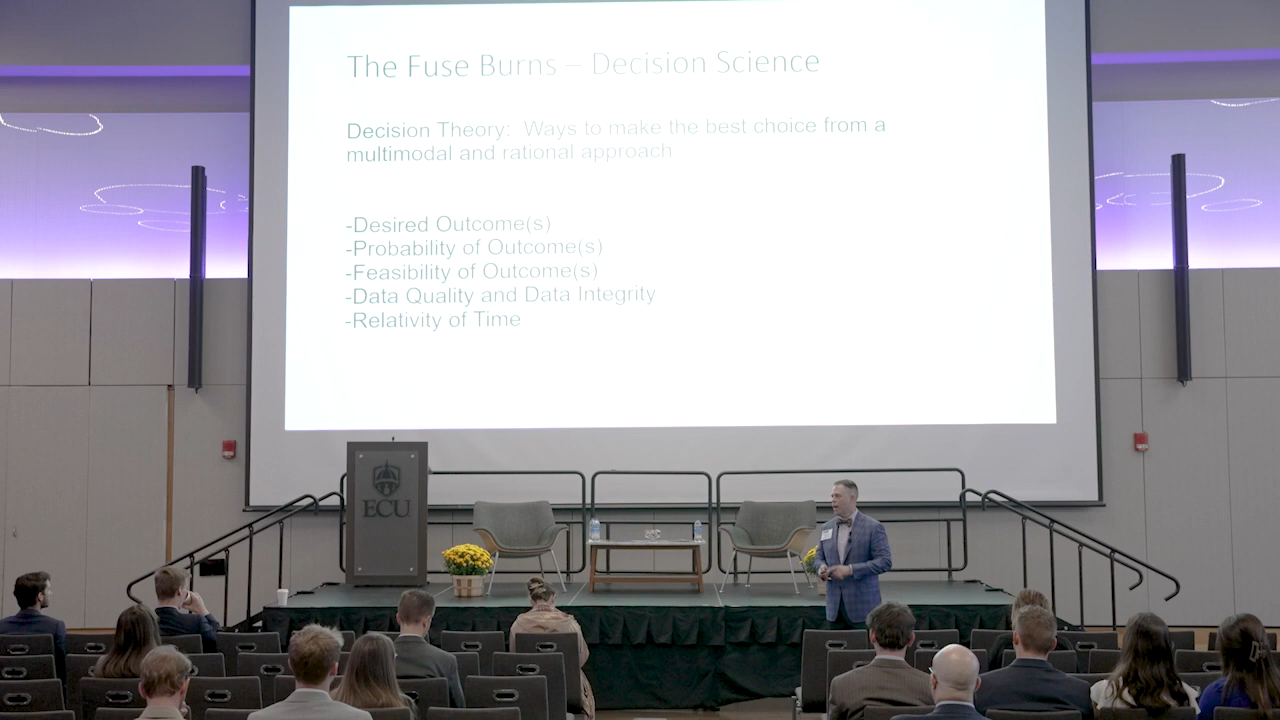 The Fuse Burns – Decision Science
Decision Theory:  Ways to make the best choice from a
multimodal and rational approach
-Desired Outcome(s)
-Probability of Outcome(s)
-Feasibility of Outcome(s)
-Data Quality and Data Integrity
-Relativity of Time
ECU